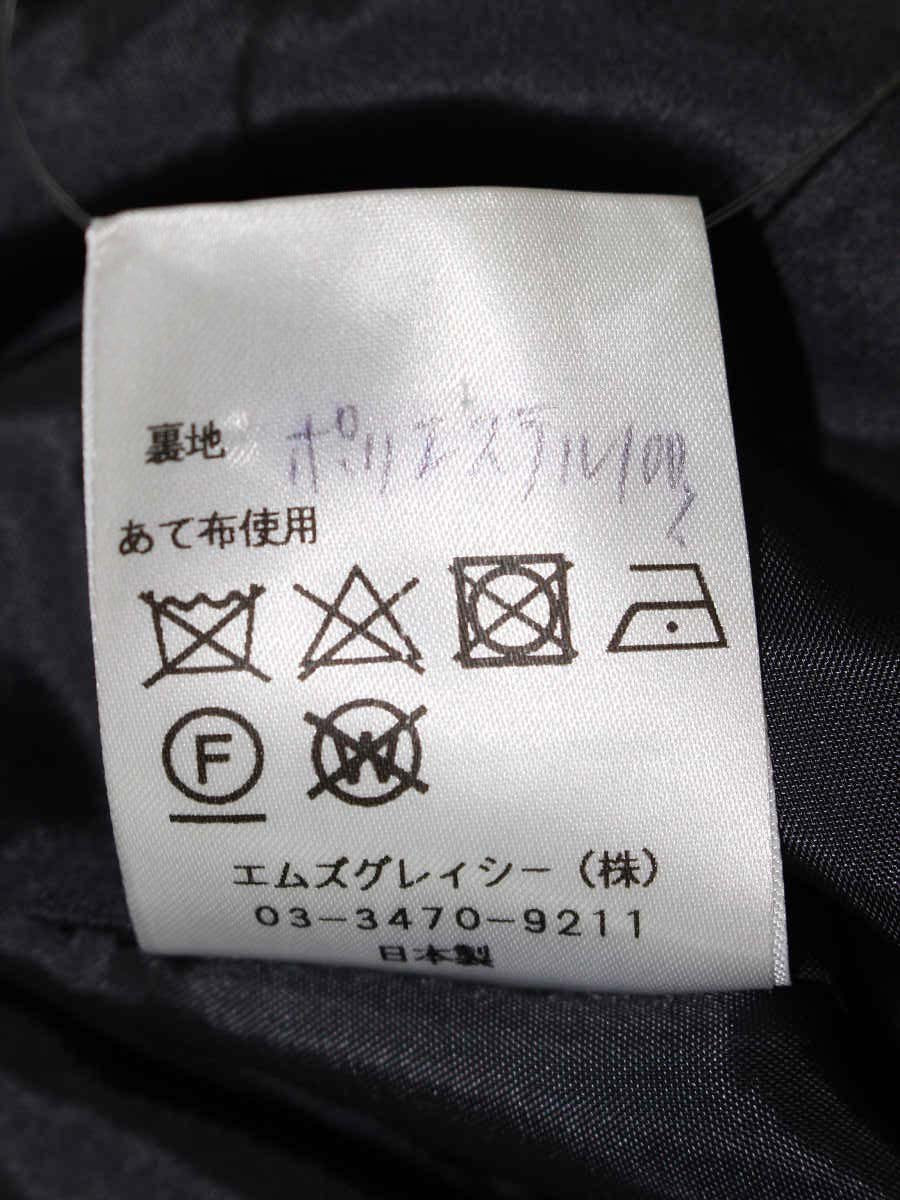 裏地 ポリエステル100%
あて布使用
F W
エムズグレイシー(株)
03-3470-9211
日本製